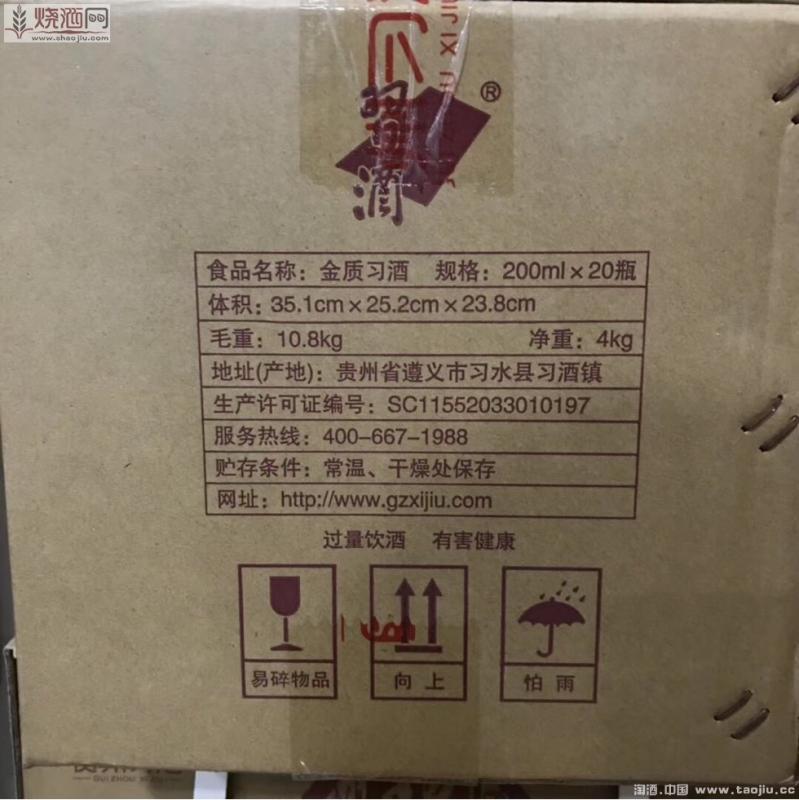 烧酒网
www.shaojiu.com
IJIX U
®
习酒
食品名称：金质习酒 规格：200ml×20瓶
体积：35.1cm×25.2cm×23.8cm
毛重：10.8kg 净重：4kg
地址(产地)：贵州省遵义市习水县习酒镇
生产许可证编号：SC11552033010197
服务热线：400-667-1988
贮存条件：常温、干燥处保存
网址：http://www.gzxijiu.com
过量饮酒 有害健康
易碎物品 向上 怕雨
GUI ZHOU XI JIU
淘酒.中国 www.taojiu.cc